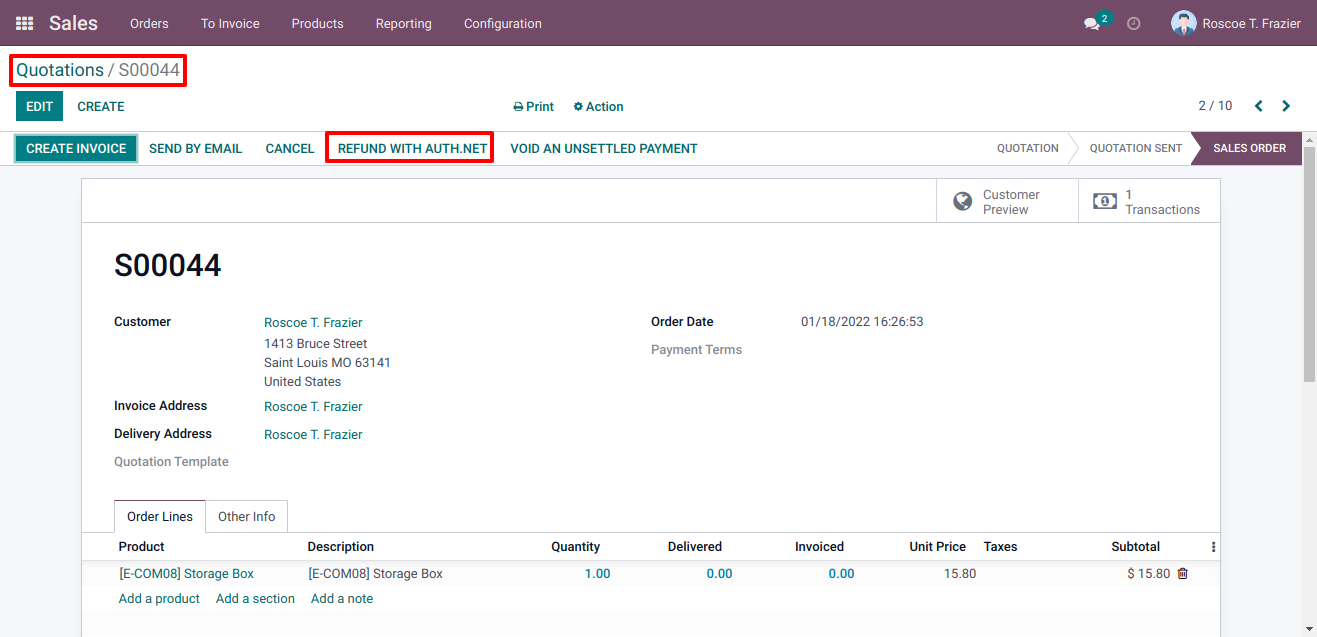 Sales Orders To Invoice Products Reporting Configuration 2 Roscoe T. Frazier
Quotations / S00044
EDIT CREATE Print Action 2 / 10
CREATE INVOICE SEND BY EMAIL CANCEL REFUND WITH AUTH.NET VOID AN UNSETTLED PAYMENT QUOTATION QUOTATION SENT SALES ORDER
Customer
Preview
1
Transactions
S00044
Customer Roscoe T. Frazier
1413 Bruce Street
Saint Louis MO 63141
United States
Order Date 01/18/2022 16:26:53
Payment Terms
Invoice Address Roscoe T. Frazier
Delivery Address Roscoe T. Frazier
Quotation Template
Order Lines Other Info
Product Description Quantity Delivered Invoiced Unit Price Taxes Subtotal
[E-COM08] Storage Box [E-COM08] Storage Box 1.00 0.00 0.00 15.80 $ 15.80
Add a product Add a section Add a note